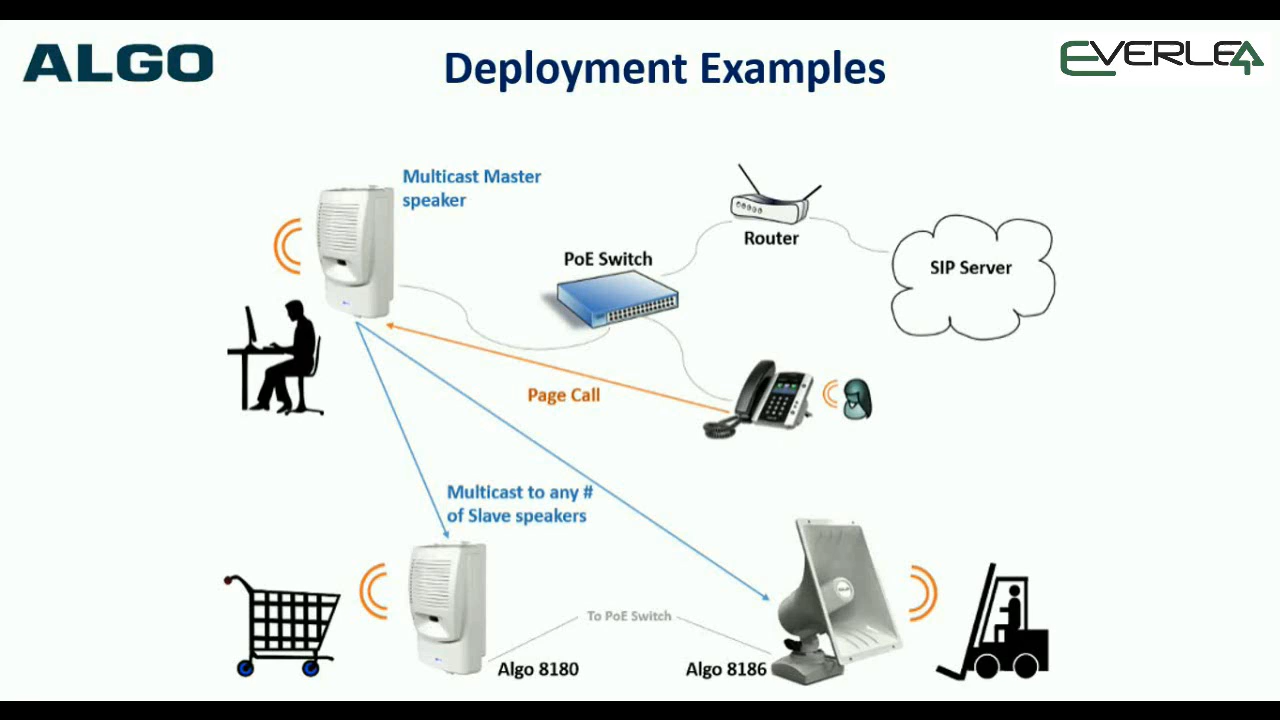 ALGO
Deployment Examples
EVERLEA
Multicast Master
speaker
Router
PoE Switch
SIP Server
Page Call
Multicast to any #
of Slave speakers
To PoE Switch
Algo 8180
Algo 8186